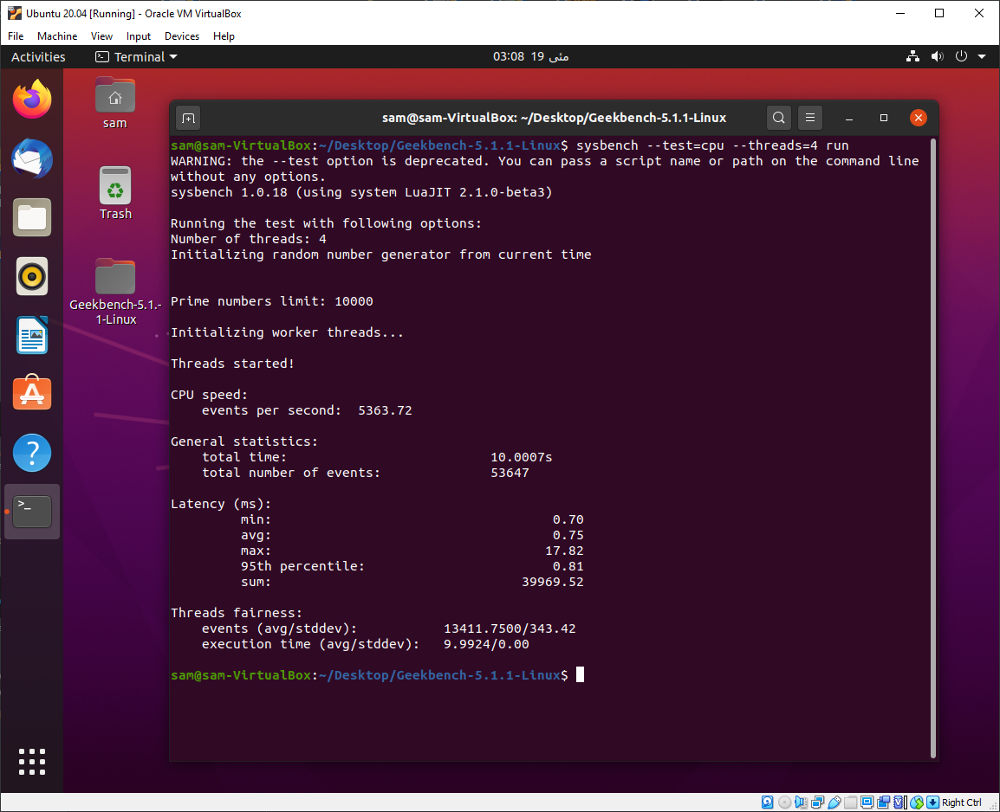 Ubuntu 20.04 [Running] - Oracle VM VirtualBox
File Machine View Input Devices Help
Activities Terminal 03:08 19 مئی
sam
Trash
Geekbench-5.1.-
1-Linux
sam@sam-VirtualBox: ~/Desktop/Geekbench-5.1.1-Linux
sam@sam-VirtualBox:~/Desktop/Geekbench-5.1.1-Linux$ sysbench --test=cpu --threads=4 run
WARNING: the --test option is deprecated. You can pass a script name or path on the command line
without any options.
sysbench 1.0.18 (using system LuaJIT 2.1.0-beta3)
Running the test with following options:
Number of threads: 4
Initializing random number generator from current time
Prime numbers limit: 10000
Initializing worker threads...
Threads started!
CPU speed:
events per second: 5363.72
General statistics:
total time: 10.0007s
total number of events: 53647
Latency (ms):
min: 0.70
avg: 0.75
max: 17.82
95th percentile: 0.81
sum: 39969.52
Threads fairness:
events (avg/stddev): 13411.7500/343.42
execution time (avg/stddev): 9.9924/0.00
sam@sam-VirtualBox:~/Desktop/Geekbench-5.1.1-Linux$
Right Ctrl